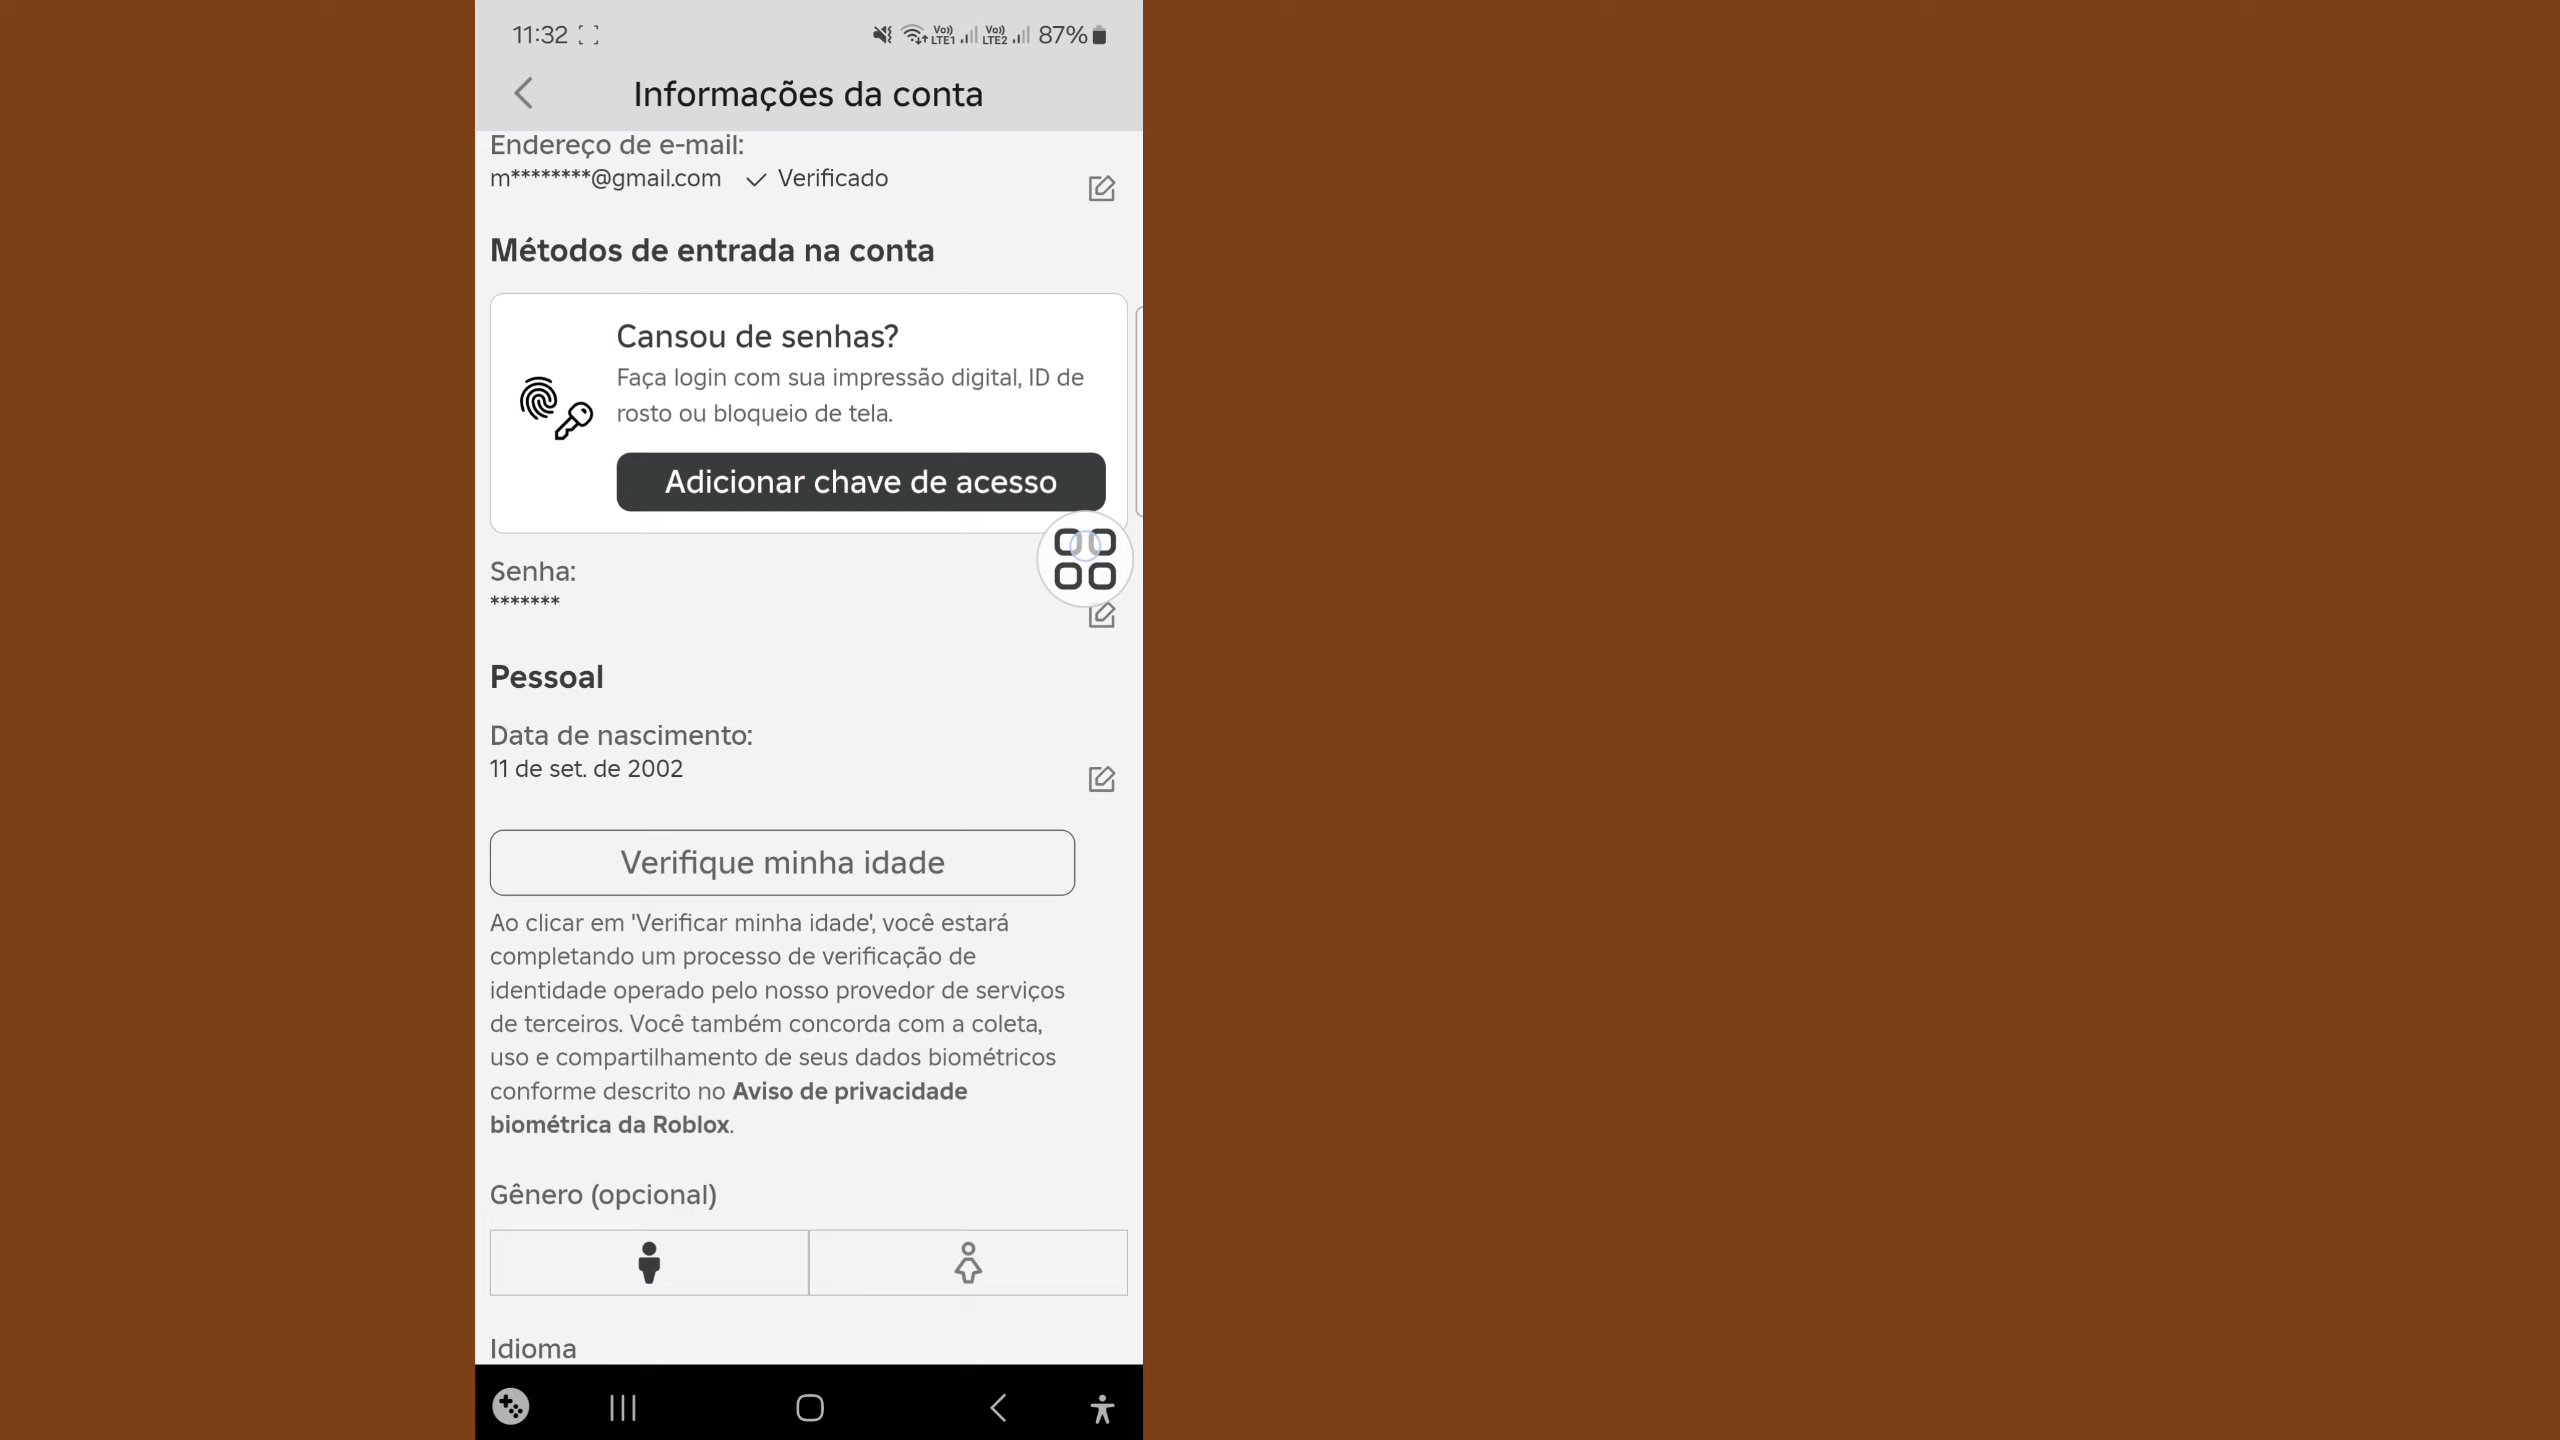 11:32
Vo)) LTE1 Vo)) LTE2 87%
Informações da conta
Endereço de e-mail:
m********@gmail.com Verificado
Métodos de entrada na conta
Cansou de senhas?
Faça login com sua impressão digital, ID de
rosto ou bloqueio de tela.
Adicionar chave de acesso
Senha:
*******
Pessoal
Data de nascimento:
11 de set. de 2002
Verifique minha idade
Ao clicar em 'Verificar minha idade', você estará
completando um processo de verificação de
identidade operado pelo nosso provedor de serviços
de terceiros. Você também concorda com a coleta,
uso e compartilhamento de seus dados biométricos
conforme descrito no Aviso de privacidade
biométrica da Roblox.
Gênero (opcional)
Idioma